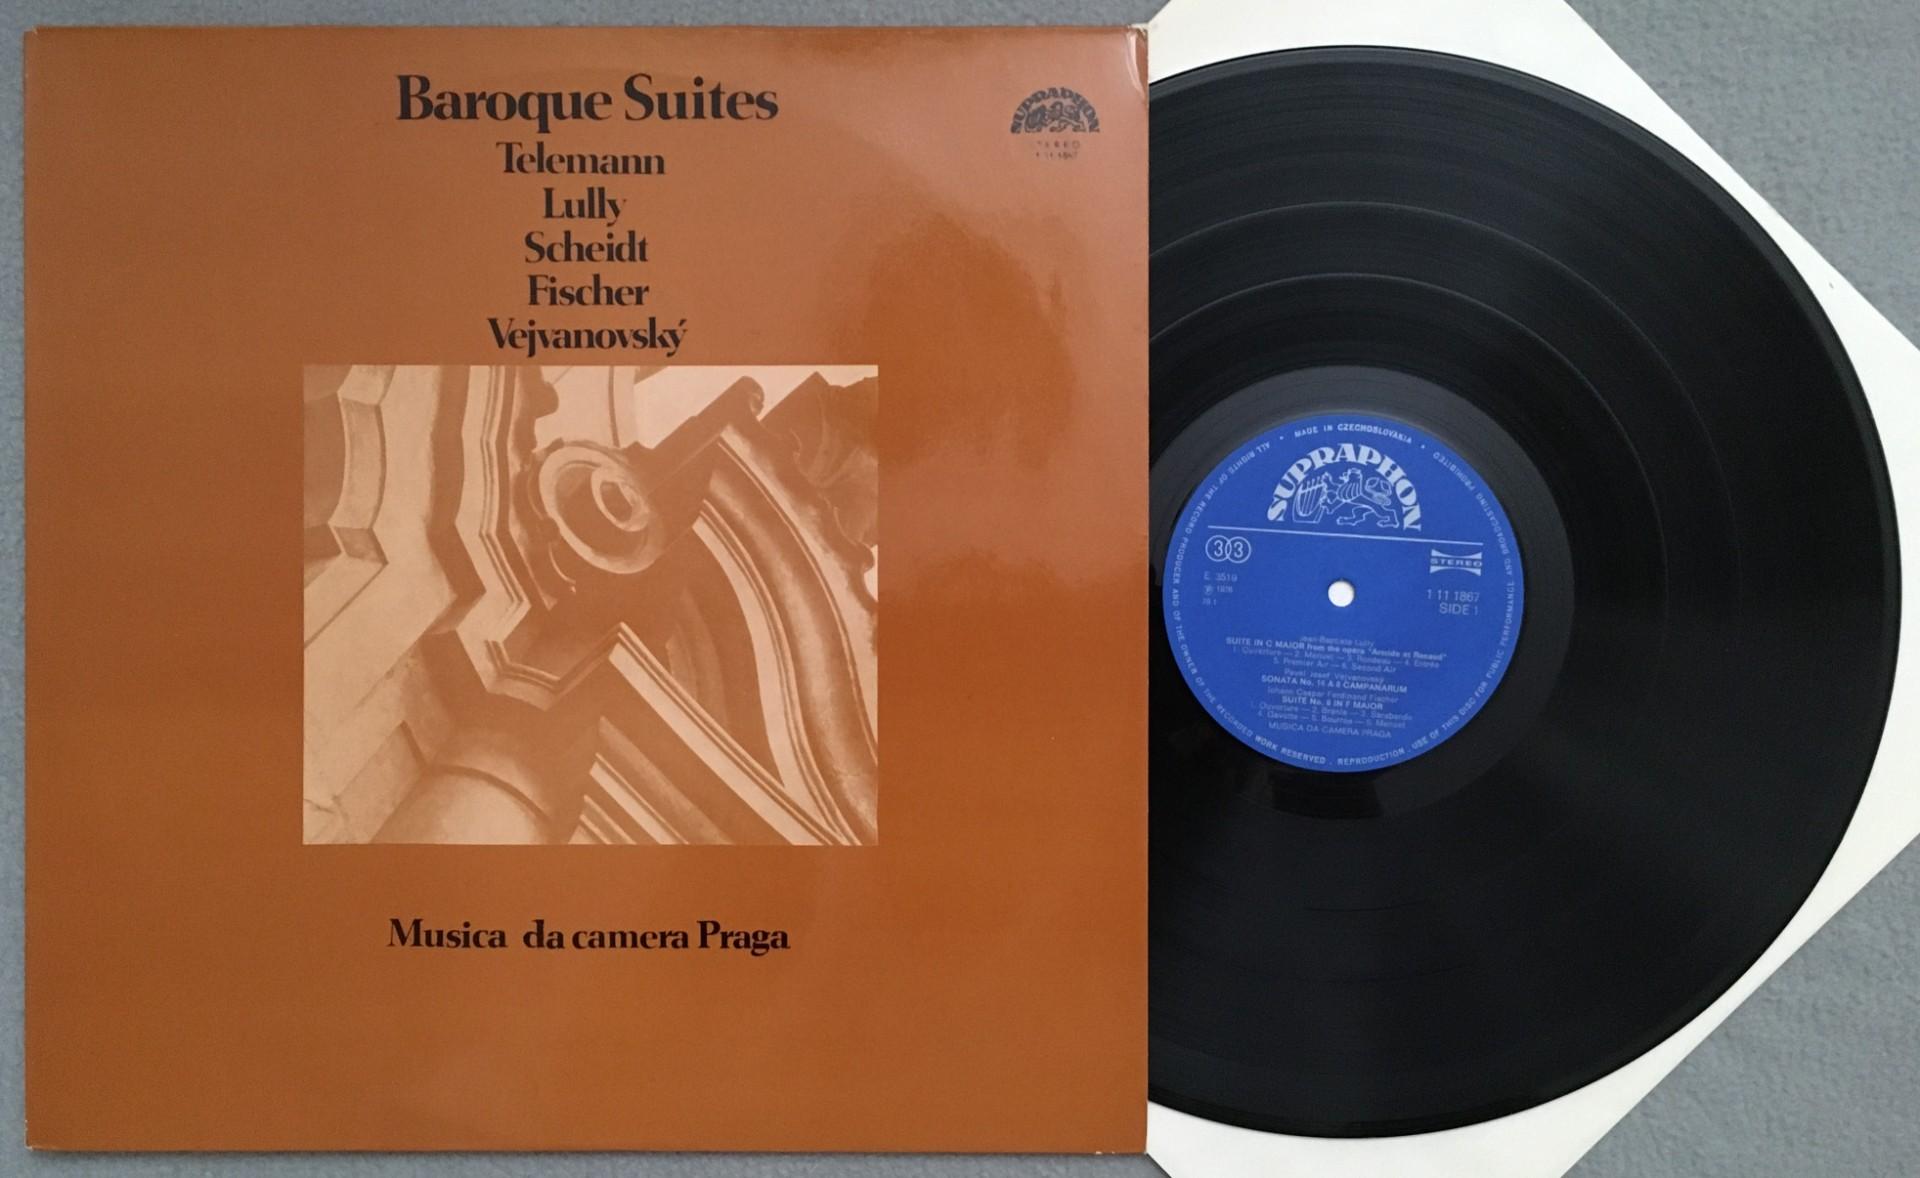 Baroque Suites
Telemann
Lully
Scheidt
Fischer
Vejvanovský
SUPRAPHON
STEREO
1 11 1867
Musica da camera Praga
MADE IN CZECHOSLOVAKIA
ALL RIGHTS OF THE RECORD PRODUCER AND OF THE OWNER OF THE RECORDED WORK RESERVED . REPRODUCTION . USE OF THIS DISC FOR PUBLIC PERFORMANCE AND BROADCASTING PROHIBITED
SUPRAPHON
33
STEREO
E 3519
1 11 1867
SIDE 1
Jean-Baptiste Lully
SUITE IN C MAJOR from the opera "Armide et Renaud"
1. Ouverture — 2. Menuet — 3. Rondeau — 4. Entrée
5. Premier Air — 6. Second Air
Pavel Josef Vejvanovský
SONATA No. 14 A 8 CAMPANARUM
Johann Caspar Ferdinand Fischer
SUITE No. 8 IN F MAJOR
1. Ouverture — 2. Branle — 3. Sarabande
4. Gavotte — 5. Bourrée — 6. Menuet
MUSICA DA CAMERA PRAGA